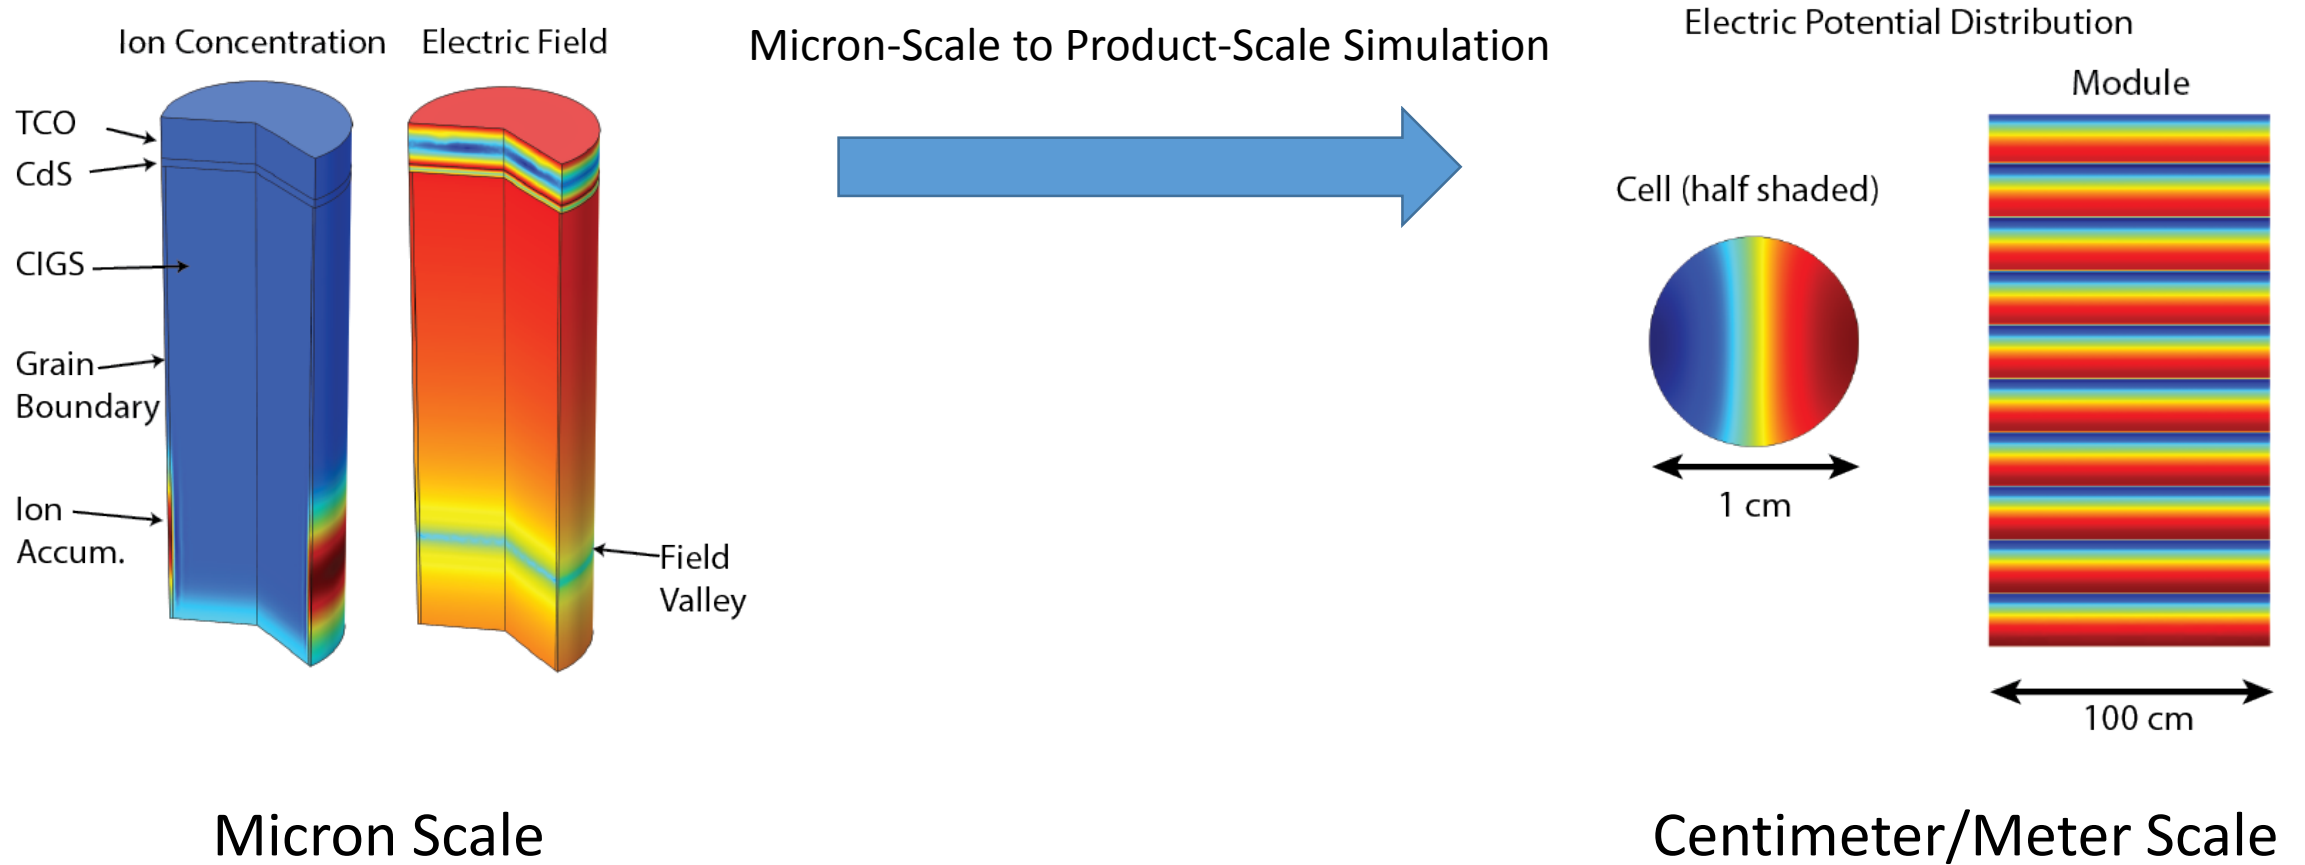 Ion Concentration
Electric Field
Micron-Scale to Product-Scale Simulation
Electric Potential Distribution
Module
TCO
CdS
CIGS
Grain
Boundary
Ion
Accum.
Field
Valley
Cell (half shaded)
1 cm
100 cm
Micron Scale
Centimeter/Meter Scale